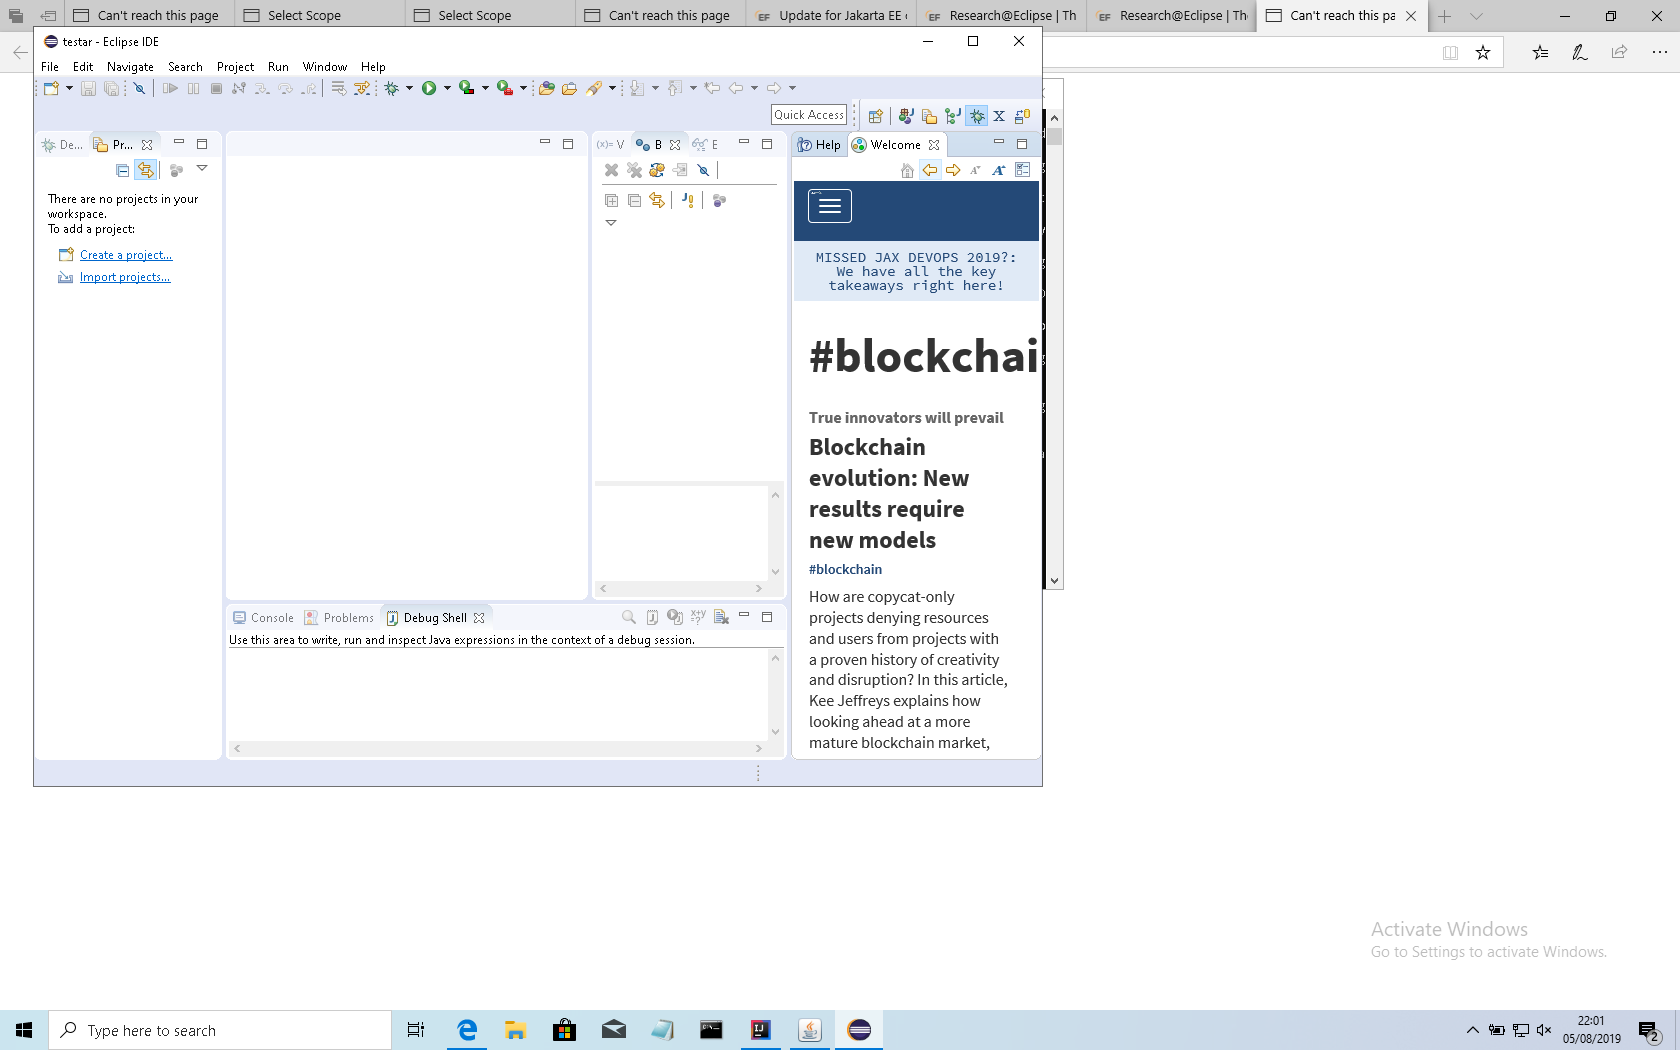 Can't reach this page
Select Scope
Select Scope
Can't reach this page
EF Update for Jakarta EE
EF Research@Eclipse | Th
EF Research@Eclipse | Th
Can't reach this pa
testar - Eclipse IDE
File Edit Navigate Search Project Run Window Help
Quick Access
De...
Pr...
(x)= V
B
E
Help
Welcome
There are no projects in your
workspace.
To add a project:
Create a project...
Import projects...
MISSED JAX DEVOPS 2019?:
We have all the key
takeaways right here!
#blockchai
True innovators will prevail
Blockchain
evolution: New
results require
new models
#blockchain
How are copycat-only
projects denying resources
and users from projects with
a proven history of creativity
and disruption? In this article,
Kee Jeffreys explains how
looking ahead at a more
mature blockchain market,
Console
Problems
Debug Shell
Use this area to write, run and inspect Java expressions in the context of a debug session.
Activate Windows
Go to Settings to activate Windows.
Type here to search
22:01
05/08/2019
2